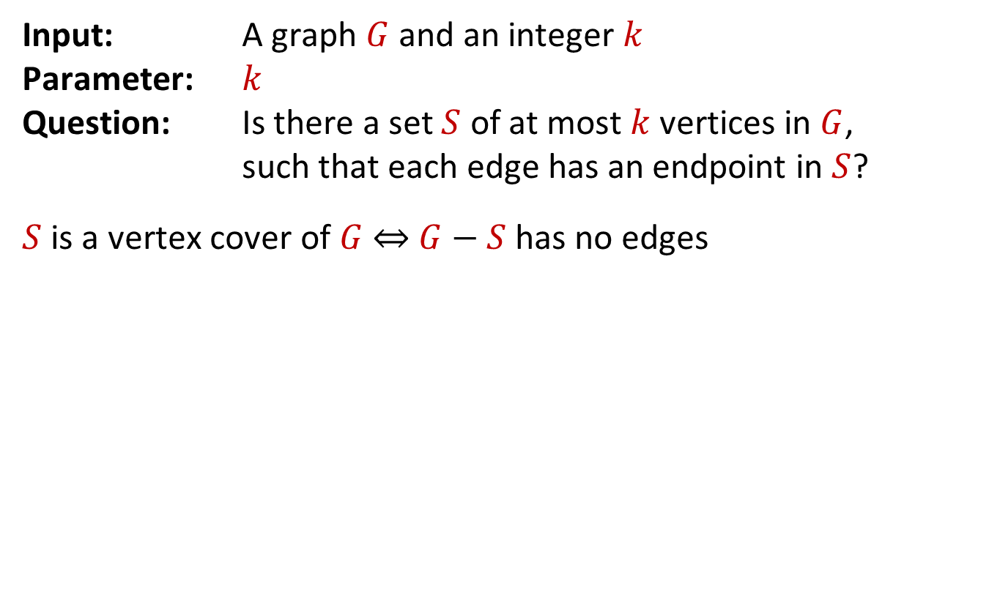 Input: A graph G and an integer k
Parameter: k
Question: Is there a set S of at most k vertices in G,
such that each edge has an endpoint in S?
S is a vertex cover of G ⇔ G − S has no edges